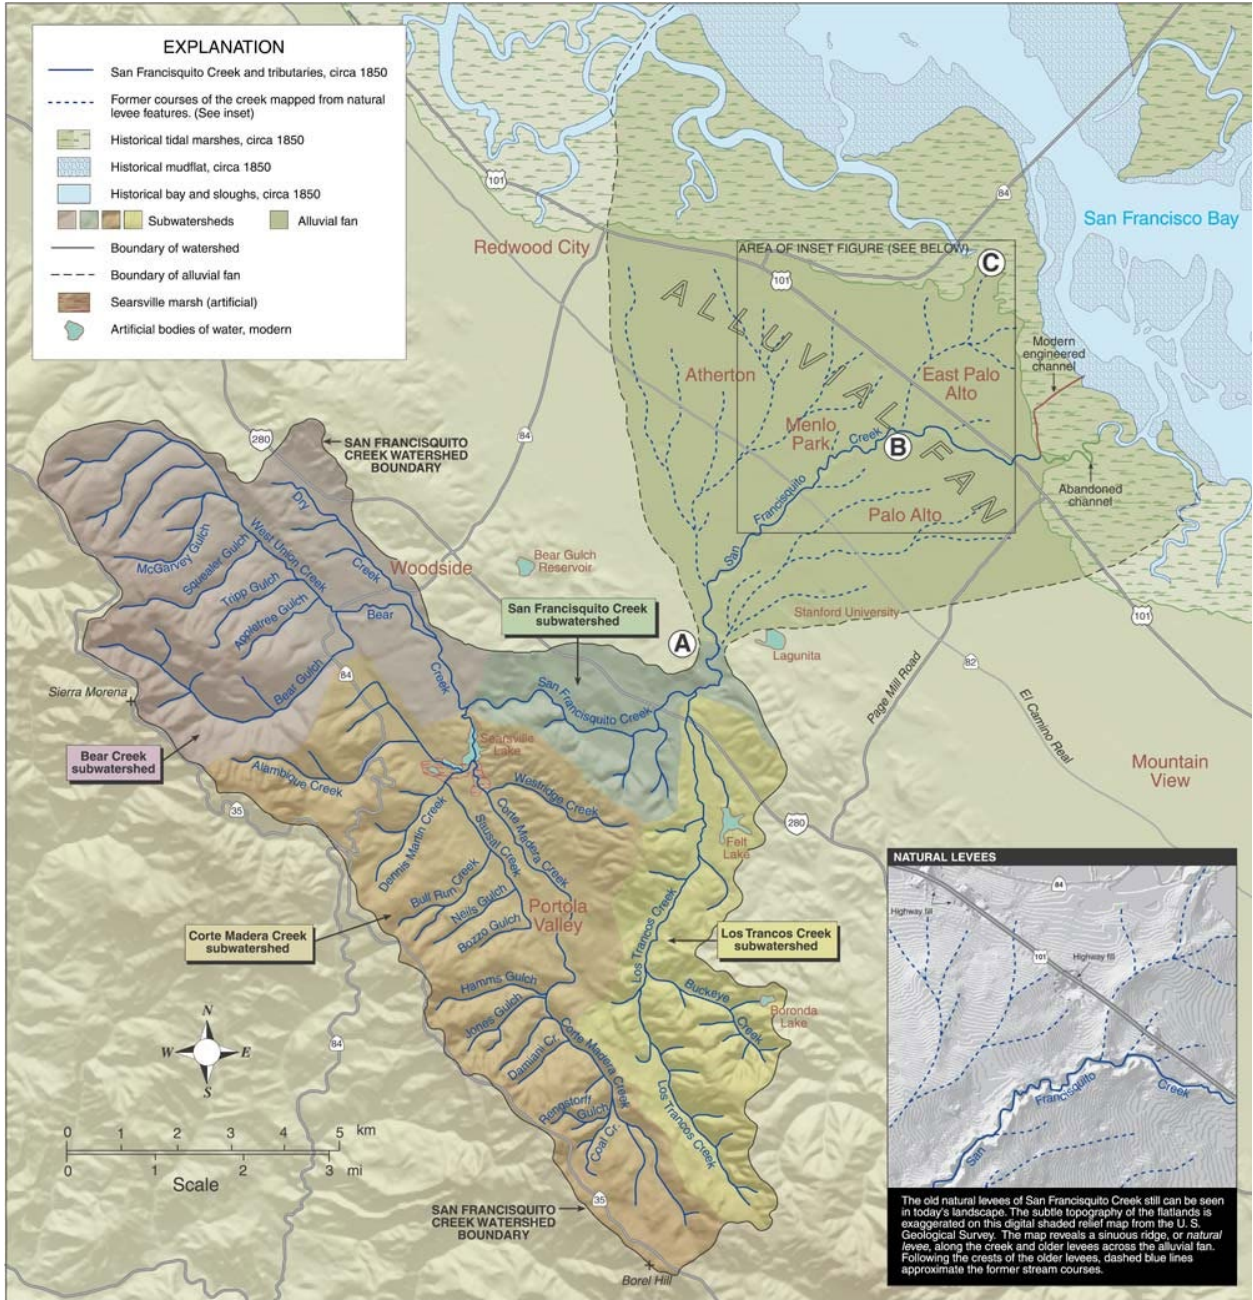 EXPLANATION
San Francisquito Creek and tributaries, circa 1850
Former courses of the creek mapped from natural
levee features. (See inset)
Historical tidal marshes, circa 1850
Historical mudflat, circa 1850
Historical bay and sloughs, circa 1850
Subwatersheds
Alluvial fan
Boundary of watershed
Boundary of alluvial fan
Searsville marsh (artificial)
Artificial bodies of water, modern
101
84
San Francisco Bay
Redwood City
AREA OF INSET FIGURE (SEE BELOW)
C
101
ALLUVIAL FAN
Modern
engineered
channel
Atherton
East Palo
Alto
Menlo
Park
B
San Francisquito Creek
Abandoned
channel
Palo Alto
84
280
SAN FRANCISQUITO
CREEK WATERSHED
BOUNDARY
Dry Creek
West Union Creek
McGarvey Gulch
Squealer Gulch
Tripp Gulch
Appletree Gulch
Bear Gulch
Bear Creek
Woodside
Bear Gulch
Reservoir
San Francisquito Creek
subwatershed
Stanford University
101
A
Lagunita
82
Page Mill Road
El Camino Real
Mountain
View
84
Sierra Morena
San Francisquito Creek
Bear Creek
subwatershed
Searsville
Lake
Alambique Creek
35
Westridge Creek
Corte Madera Creek
Sausal Creek
Dennis Martin Creek
280
Felt
Lake
Bull Run Creek
Neils Gulch
Bozzo Gulch
Portola
Valley
Corte Madera Creek
subwatershed
Los Trancos Creek
Los Trancos Creek
subwatershed
Hamms Gulch
Jones Gulch
Damiani Cr.
Corte Madera Creek
Buckeye Creek
Boronda
Lake
N
W E
S
84
Rengstorff
Gulch
Coal Cr.
Los Trancos Creek
0 1 2 3 4 5 km
0 1 2 3 mi
Scale
35
SAN FRANCISQUITO
CREEK WATERSHED
BOUNDARY
Borel Hill
NATURAL LEVEES
84
Highway fill
101
Highway fill
San Francisquito Creek
The old natural levees of San Francisquito Creek still can be seen
in today's landscape. The subtle topography of the flatlands is
exaggerated on this digital shaded relief map from the U. S.
Geological Survey. The map reveals a sinuous ridge, or natural
levee, along the creek and older levees across the alluvial fan.
Following the crests of the older levees, dashed blue lines
approximate the former stream courses.